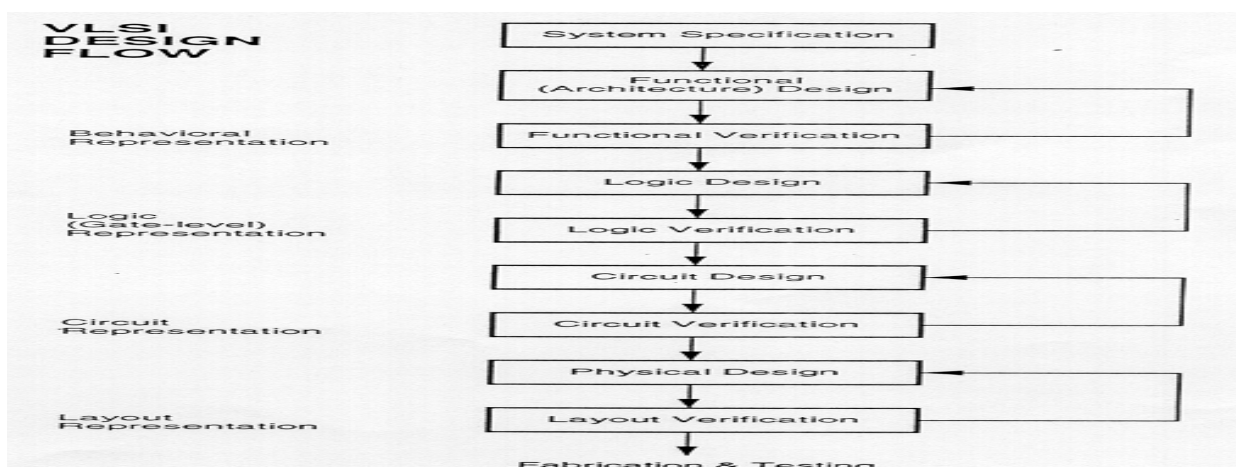 VLSI
DESIGN
FLOW
System Specification
Functional
(Architecture) Design
Behavioral
Representation
Functional Verification
Logic Design
Logic
(Gate-level)
Representation
Logic Verification
Circuit Design
Circuit
Representation
Circuit Verification
Physical Design
Layout
Representation
Layout Verification
Fabrication & Testing